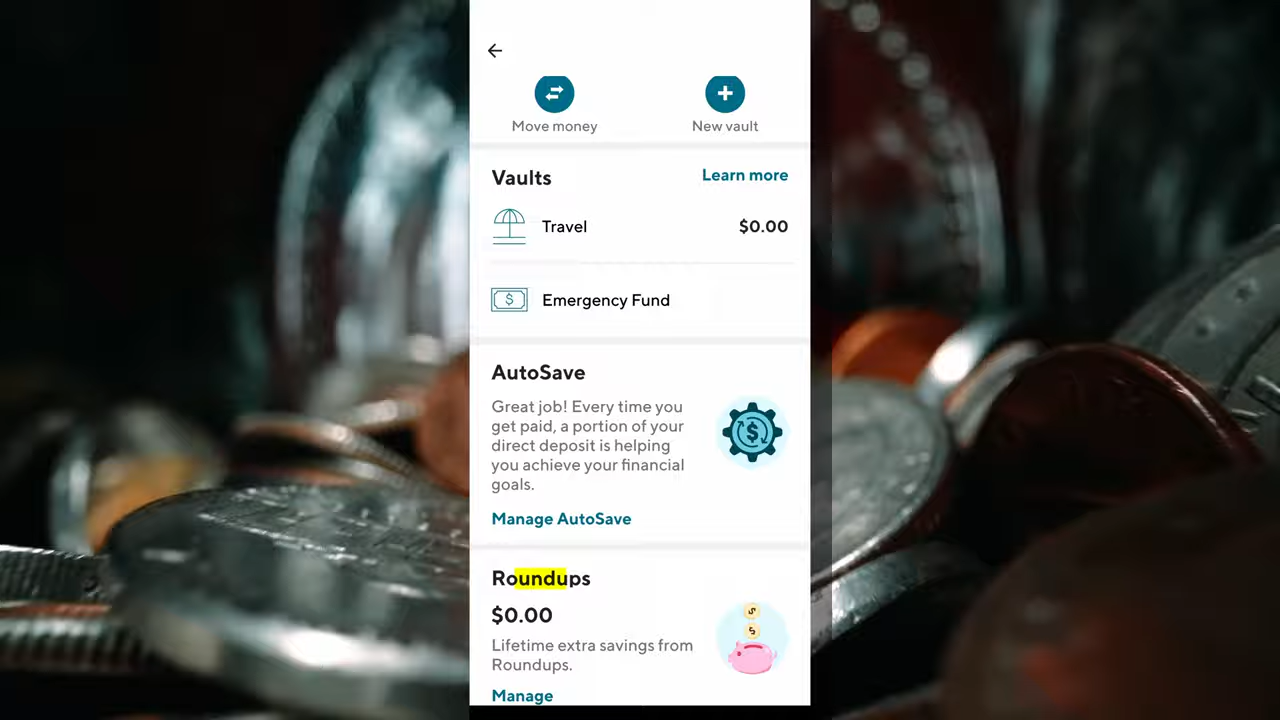 Move money
New vault
Vaults
Learn more
Travel
$0.00
Emergency Fund
AutoSave
Great job! Every time you
get paid, a portion of your
direct deposit is helping
you achieve your financial
goals.
Manage AutoSave
Roundups
$0.00
Lifetime extra savings from
Roundups.
Manage